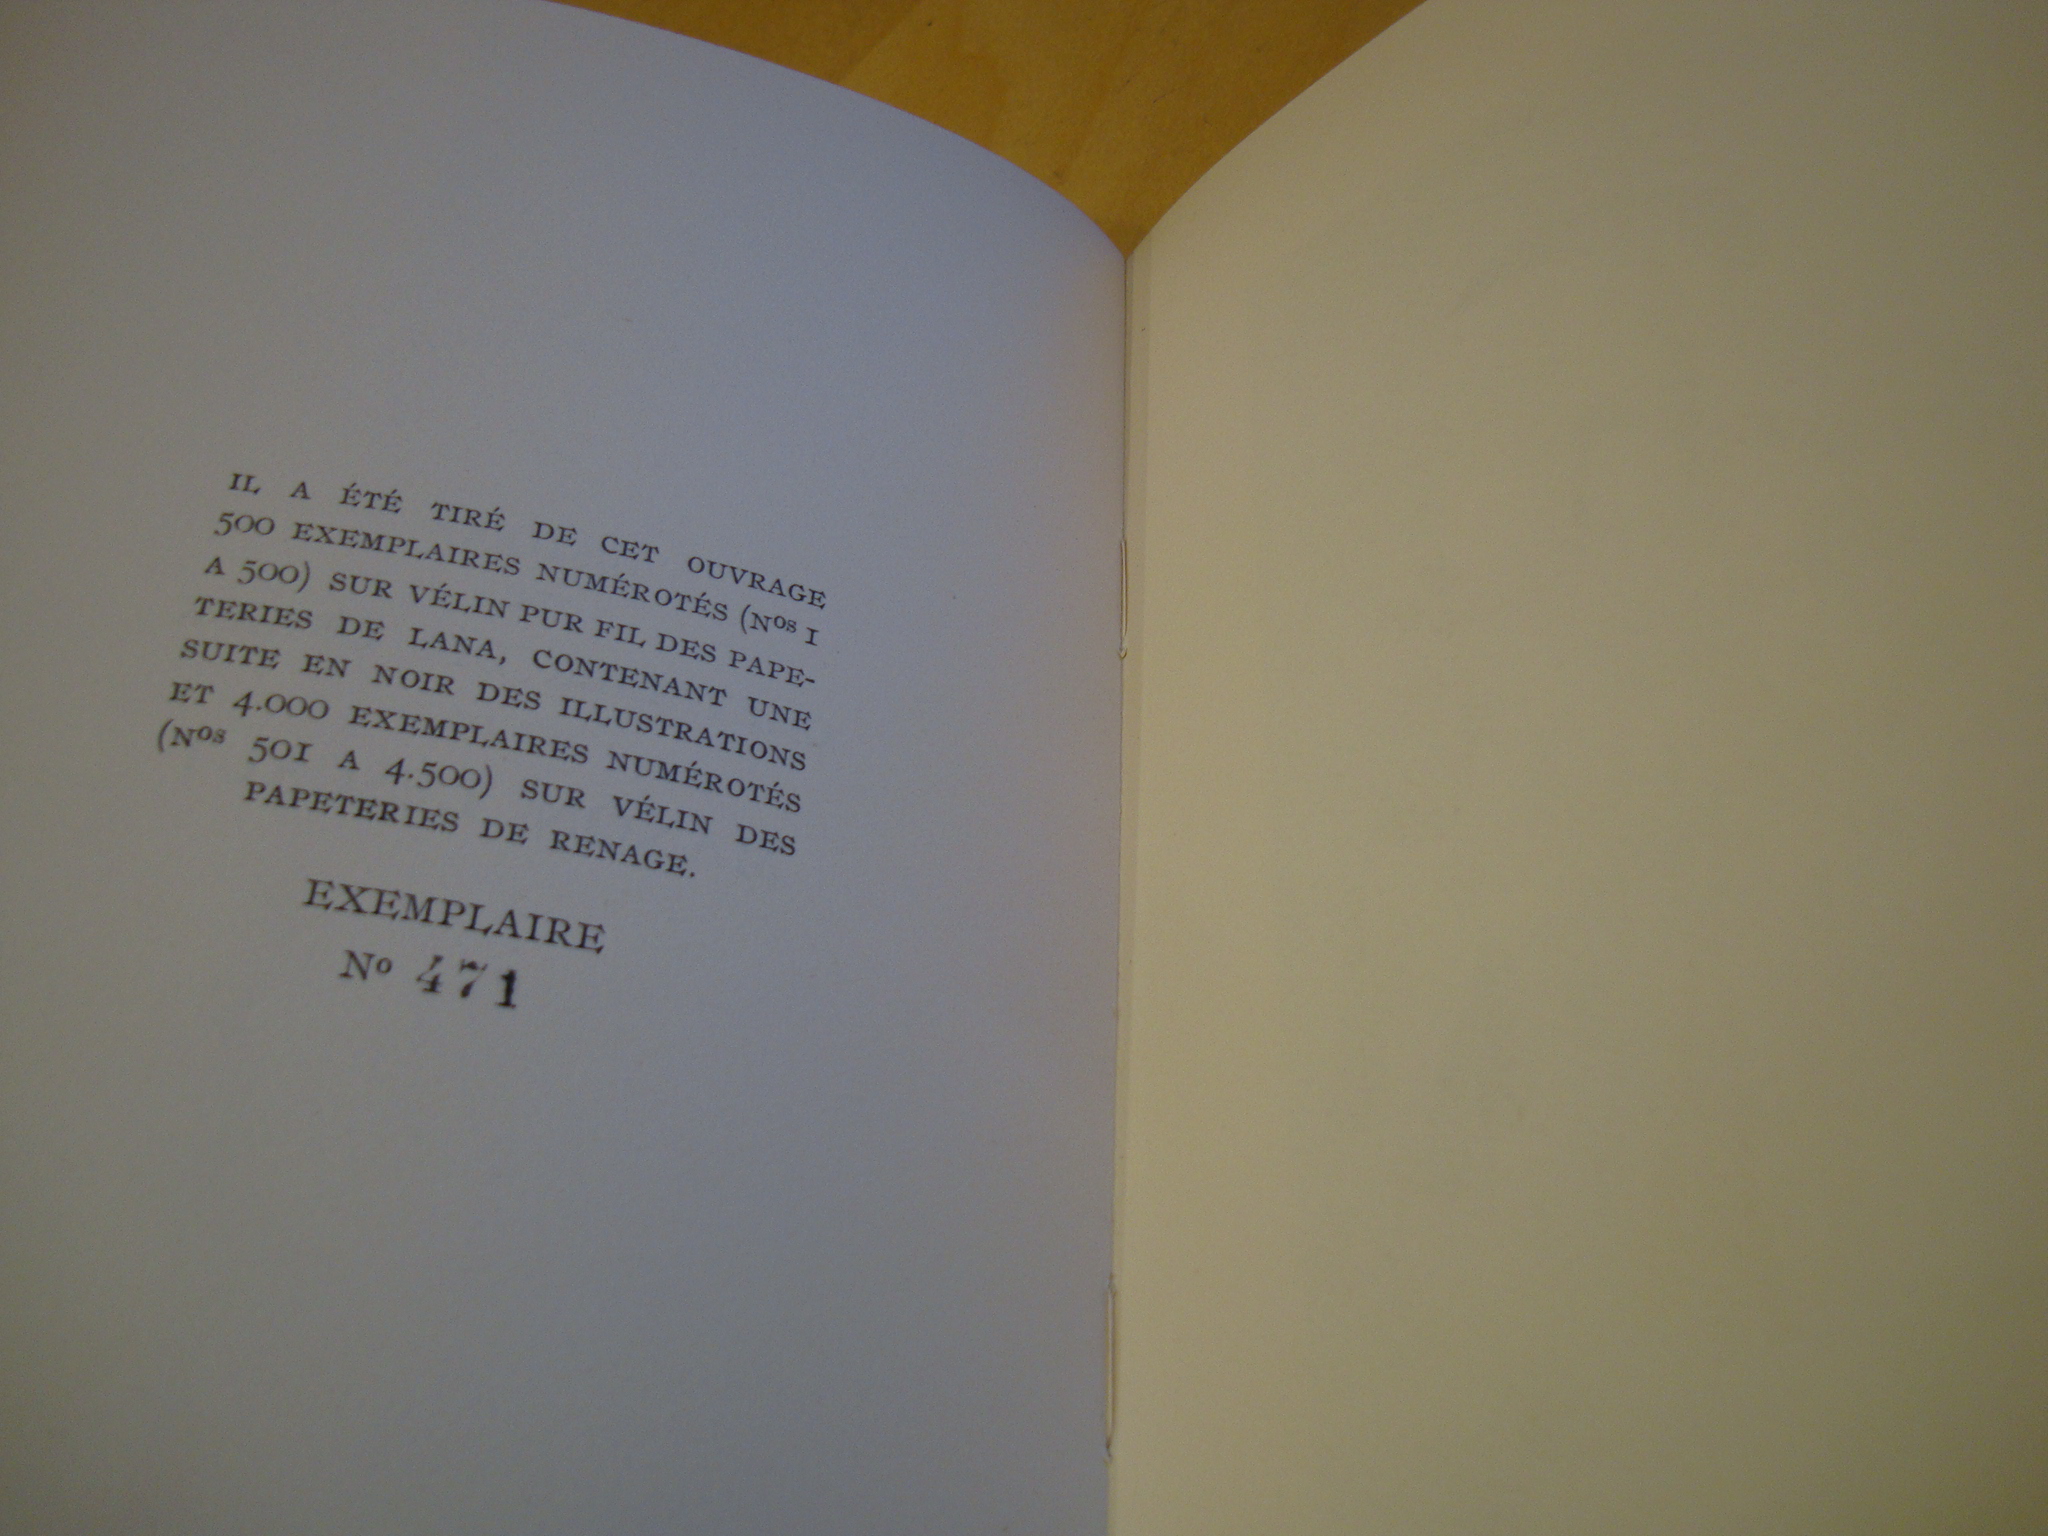 IL A ÉTÉ TIRÉ DE CET OUVRAGE
500 EXEMPLAIRES NUMÉROTÉS (Nos 1
A 500) SUR VÉLIN PUR FIL DES PAPE-
TERIES DE LANA, CONTENANT UNE
SUITE EN NOIR DES ILLUSTRATIONS
ET 4.000 EXEMPLAIRES NUMÉROTÉS
(Nos 501 A 4.500) SUR VÉLIN DES
PAPETERIES DE RENAGE.
EXEMPLAIRE
No 471